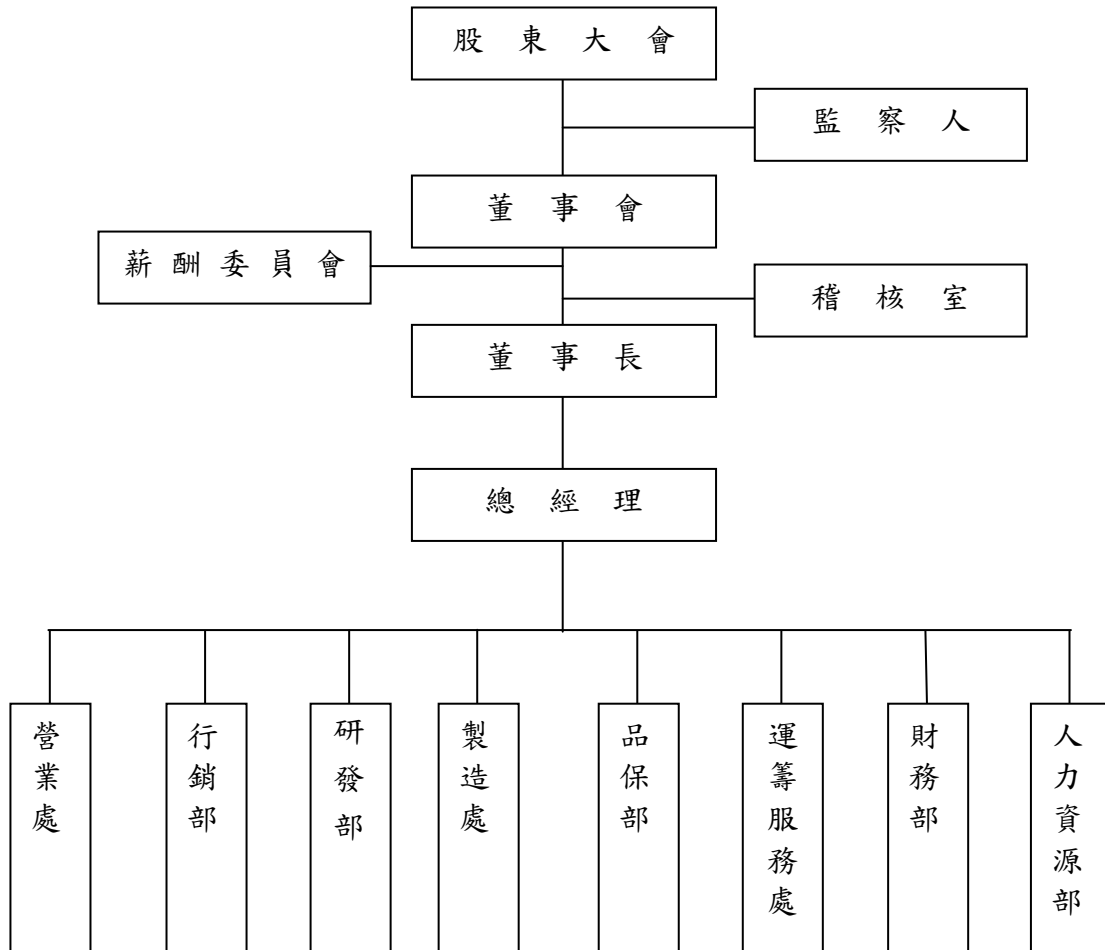 股東大會
監察人
董事會
薪酬委員會
稽核室
董事長
總經理
營業處
行銷部
研發部
製造處
品保部
運籌服務處
財務部
人力資源部